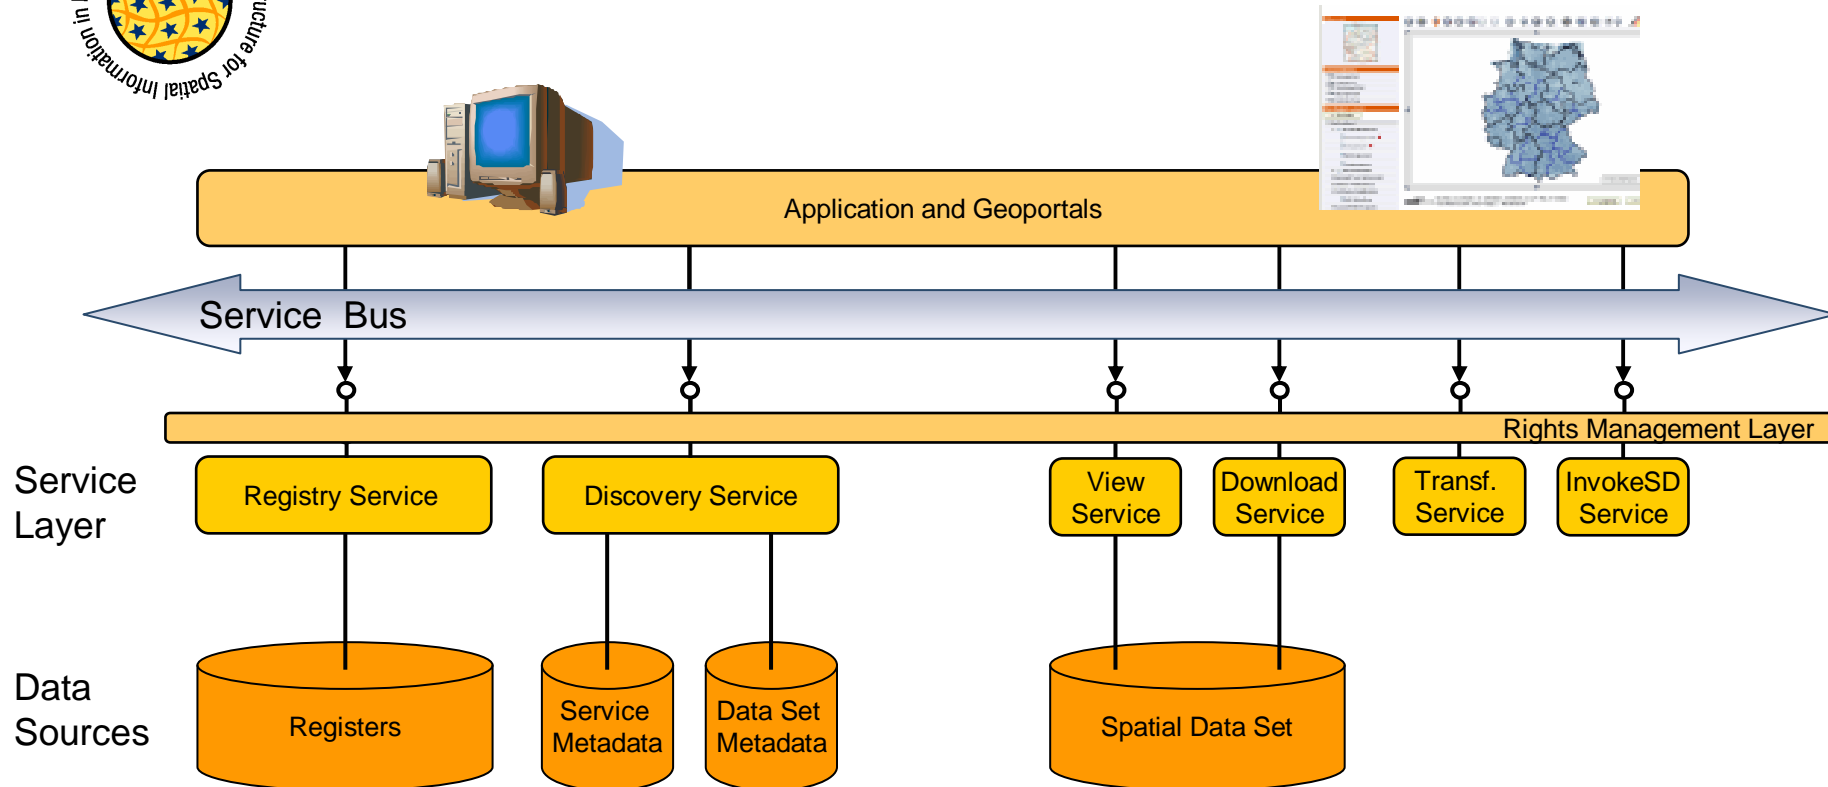 ucture for Spatial Information in
Application and Geoportals
Service Bus
Rights Management Layer
Service
Layer
Registry Service
Discovery Service
View
Service
Download
Service
Transf.
Service
InvokeSD
Service
Data
Sources
Registers
Service
Metadata
Data Set
Metadata
Spatial Data Set